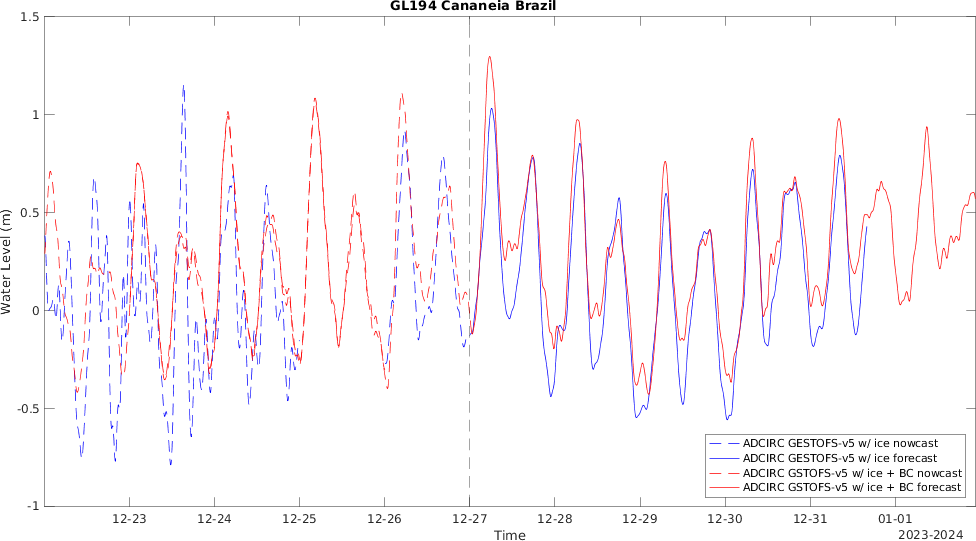 GL194 Cananeia Brazil
1.5
1
0.5
0
-0.5
-1
Water Level (m)
12-23
12-24
12-25
12-26
12-27
12-28
12-29
12-30
12-31
01-01
Time
2023-2024
ADCIRC GESTOFS-v5 w/ ice nowcast
ADCIRC GESTOFS-v5 w/ ice forecast
ADCIRC GSTOFS-v5 w/ ice + BC nowcast
ADCIRC GSTOFS-v5 w/ ice + BC forecast